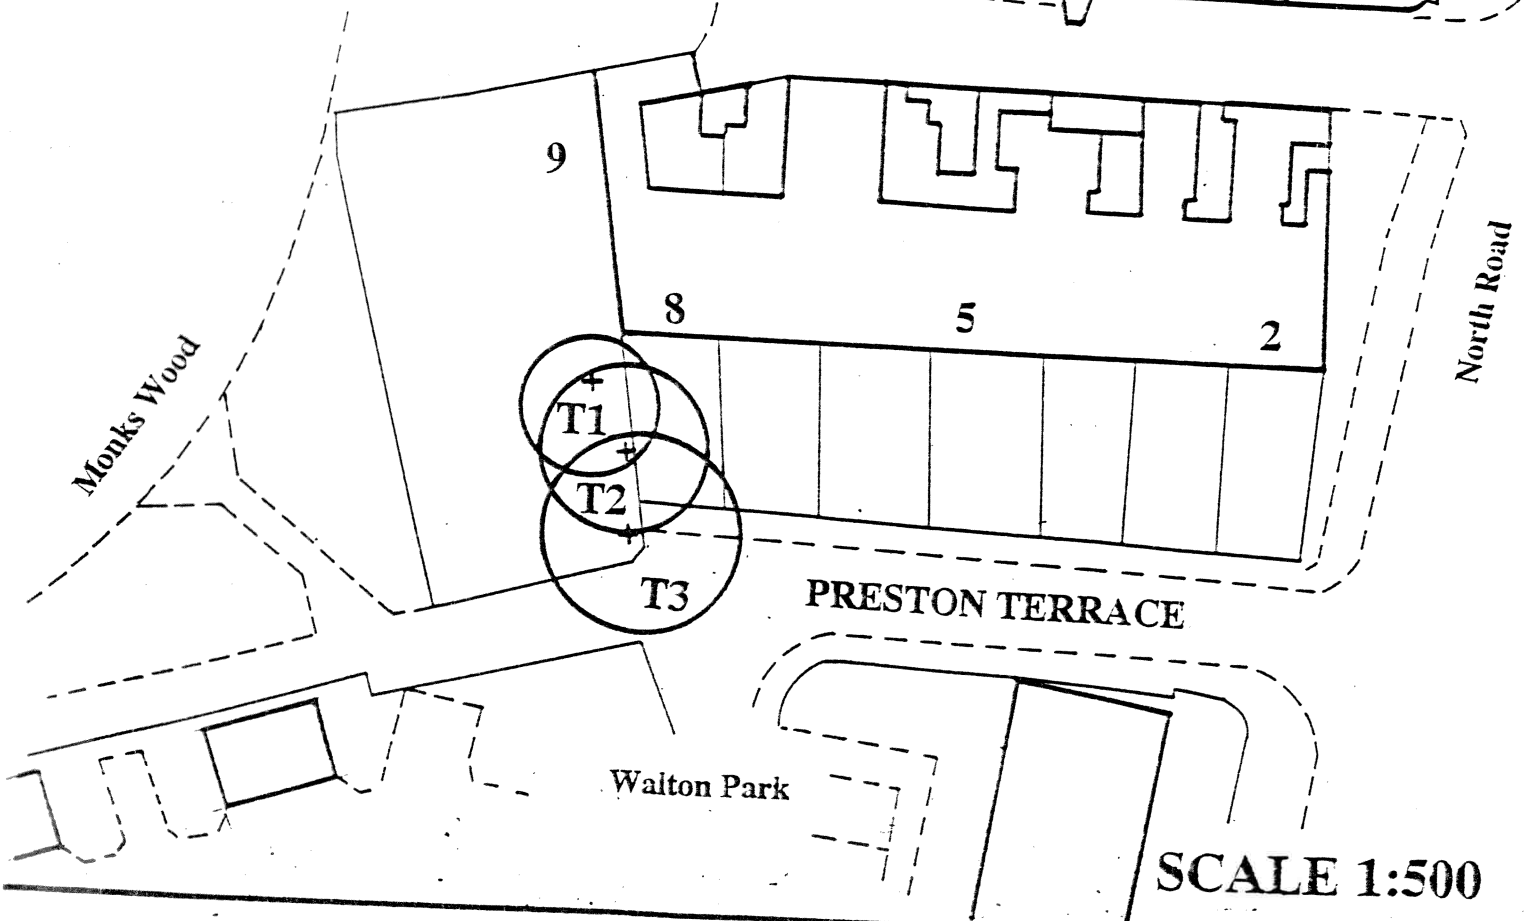 9
8
5
2
North Road
Monks Wood
T1
T2
T3
PRESTON TERRACE
Walton Park
SCALE 1:500